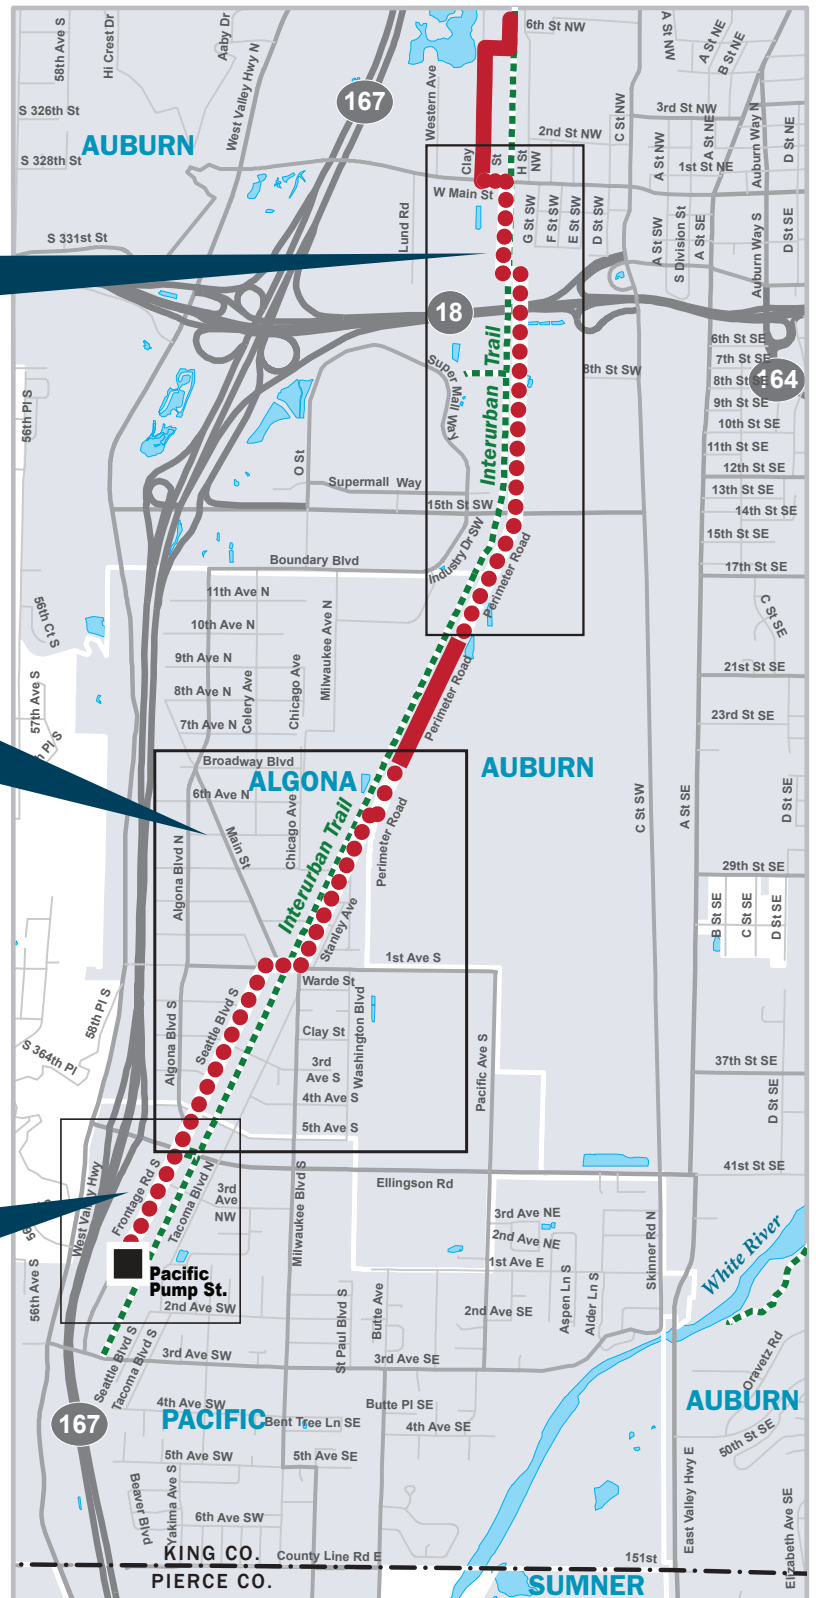 6th St NW
58th Ave S
Hi Crest Dr
Aaby Dr
West Valley Hwy N
A St NW
A St NE
B St NE
167
Western Ave
S 326th St
3rd St NW
C St NW
2nd St NW
AUBURN
S 328th St
Clay
St
H St
NW
A St NW
A St NE
1st St NE
Auburn Way N
D St NE
W Main St
Lund Rd
G St SW
F St SW
E St SW
D St SW
A St SW
S Division St
A St SE
Auburn Way S
D St SE
S 331st St
18
6th St SE
7th St SE
8th St SE
164
9th St SE
10th St SE
11th St SE
12th St SE
13th St SE
14th St SE
15th St SE
17th St SE
8th St SW
Super Mall Way
Interurban Trail
56th Pl S
O St
Supermall Way
15th St SW
Industry Dr SW
Perimeter Road
Boundary Blvd
11th Ave N
10th Ave N
9th Ave N
8th Ave N
7th Ave N
Celery Ave
Chicago Ave
Milwaukee Ave N
56th Ct S
57th Ave S
Pl S
C St SE
21st St SE
23rd St SE
Perimeter Road
Broadway Blvd
ALGONA
AUBURN
6th Ave N
Main St
Chicago Ave
Interurban Trail
Perimeter Road
Algona Blvd N
Stanley Ave
C St SW
A St SE
D St SE
29th St SE
B St SE
C St SE
D St SE
1st Ave S
Warde St
Seattle Blvd S
Algona Blvd S
58th Pl S
S 364th Pl
Clay St
Washington Blvd
3rd
Ave S
4th Ave S
5th Ave S
Pacific Ave S
37th St SE
D St SE
41st St SE
Ellingson Rd
West Valley Hwy
Frontage Rd S
Tacoma Blvd N
3rd
Ave
NW
Milwaukee Blvd S
3rd Ave NE
2nd Ave NE
1st Ave E
Skinner Rd N
White River
Pacific
Pump St.
56th Ave S
2nd Ave SW
St Paul Blvd S
Butte Ave
2nd Ave SE
Aspen Ln S
Alder Ln S
Seattle Blvd S
Tacoma Blvd S
3rd Ave SW
3rd Ave SE
Oravetz Rd
AUBURN
167
4th Ave SW
PACIFIC
Bent Tree Ln SE
Butte Pl SE
4th Ave SE
50th St SE
5th Ave SW
5th Ave SE
Beaver Blvd
Yakima Ave S
6th Ave SW
East Valley Hwy E
Elizabeth Ave SE
KING CO.
County Line Rd E
151st
PIERCE CO.
SUMNER